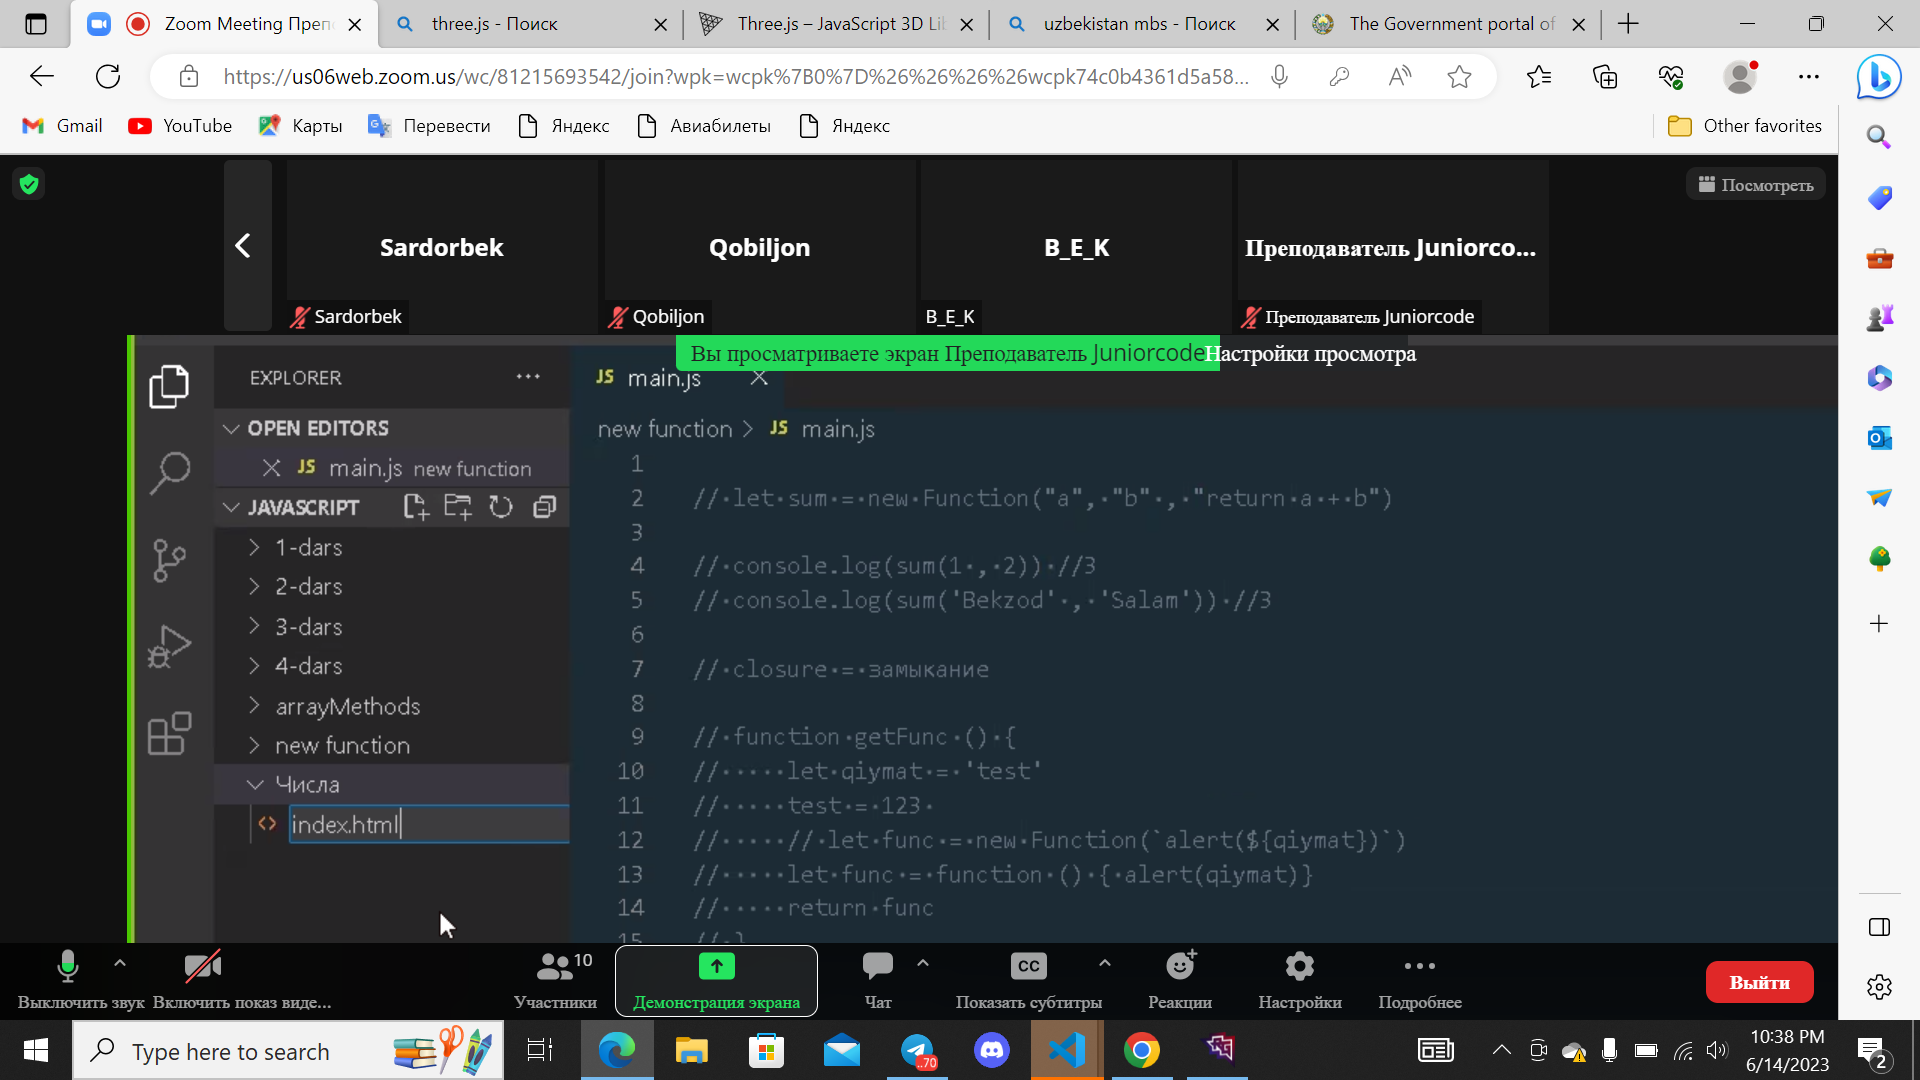 Zoom Meeting Преп
three.js - Поиск
Three.js – JavaScript 3D Lib
uzbekistan mbs - Поиск
The Government portal of
https://us06web.zoom.us/wc/81215693542/join?wpk=wcpk%7B0%7D%26%26%26%26wcpk74c0b4361d5a58...
Gmail
YouTube
Карты
Перевести
Яндекс
Авиабилеты
Яндекс
Other favorites
Посмотреть
Sardorbek
Qobiljon
B_E_K
Преподаватель Juniorco...
Sardorbek
Qobiljon
B_E_K
Преподаватель Juniorcode
Вы просматриваете экран Преподаватель Juniorcode
Настройки просмотра
EXPLORER
JS main.js
OPEN EDITORS
JS main.js new function
JAVASCRIPT
1-dars
2-dars
3-dars
4-dars
arrayMethods
new function
Числа
index.html
new function > JS main.js
1
2 // let sum = new Function("a", "b" , "return a + b")
3
4 // console.log(sum(1 , 2)) //3
5 // console.log(sum('Bekzod' , 'Salam')) //3
6
7 // closure = замыкание
8
9 // function getFunc () {
10 //     let qiymat = 'test'
11 //     test = 123
12 //     // let func = new Function(`alert(${qiymat})`)
13 //     let func = function () { alert(qiymat)}
14 //     return func
15 // }
Выключить звук
Включить показ виде...
10
Участники
Демонстрация экрана
Чат
CC
Показать субтитры
Реакции
Настройки
Подробнее
Выйти
Type here to search
..70
10:38 PM
6/14/2023
2